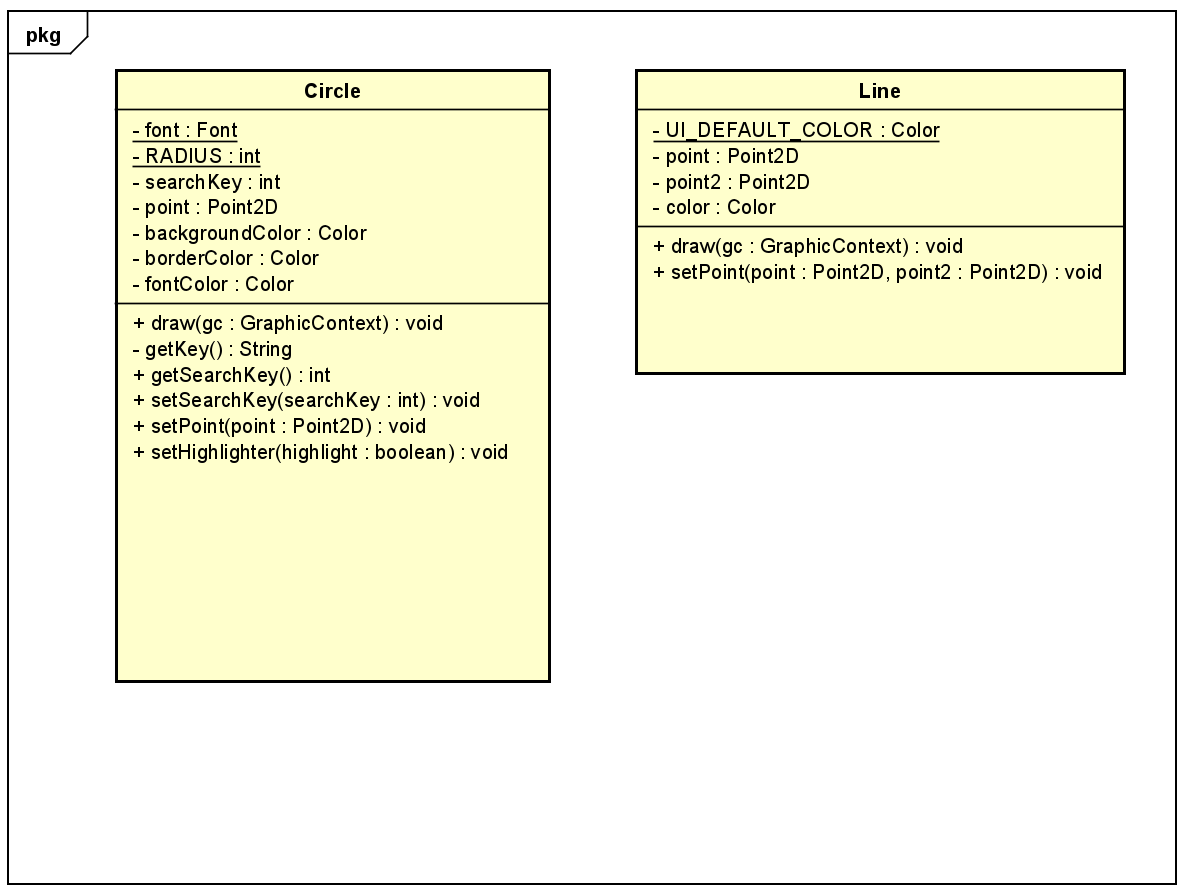 pkg
Circle
- font : Font
- RADIUS : int
- searchKey : int
- point : Point2D
- backgroundColor : Color
- borderColor : Color
- fontColor : Color
+ draw(gc : GraphicContext) : void
- getKey() : String
+ getSearchKey() : int
+ setSearchKey(searchKey : int) : void
+ setPoint(point : Point2D) : void
+ setHighlighter(highlight : boolean) : void
Line
- UI_DEFAULT_COLOR : Color
- point : Point2D
- point2 : Point2D
- color : Color
+ draw(gc : GraphicContext) : void
+ setPoint(point : Point2D, point2 : Point2D) : void